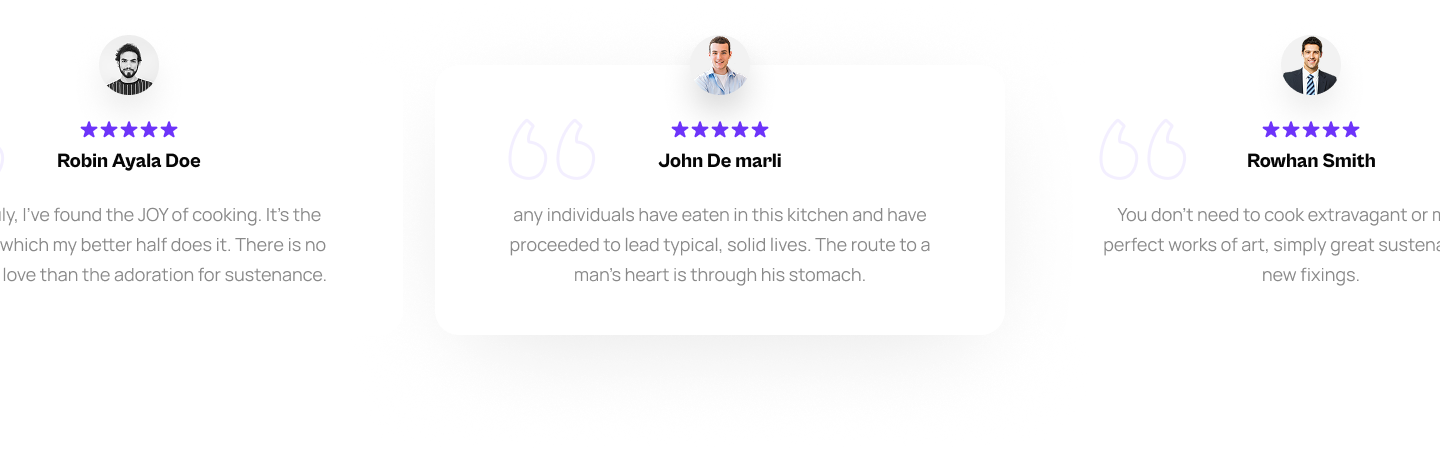 Robin Ayala Doe
I've found the JOY of cooking. It's the
which my better half does it. There is no
love than the adoration for sustenance.
John De marli
any individuals have eaten in this kitchen and have
proceeded to lead typical, solid lives. The route to a
man's heart is through his stomach.
Rowhan Smith
You don't need to cook extravagant or
perfect works of art, simply great
new fixings.